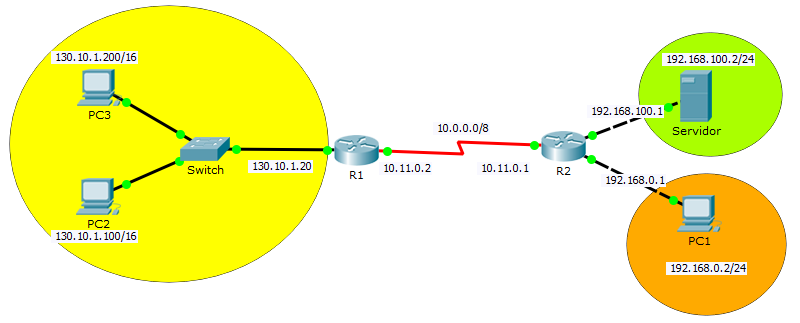 130.10.1.200/16
PC3
Switch
PC2
130.10.1.100/16
130.10.1.20
R1
10.11.0.2
10.0.0.0/8
10.11.0.1
R2
192.168.100.2/24
192.168.100.1
Servidor
192.168.0.1
PC1
192.168.0.2/24